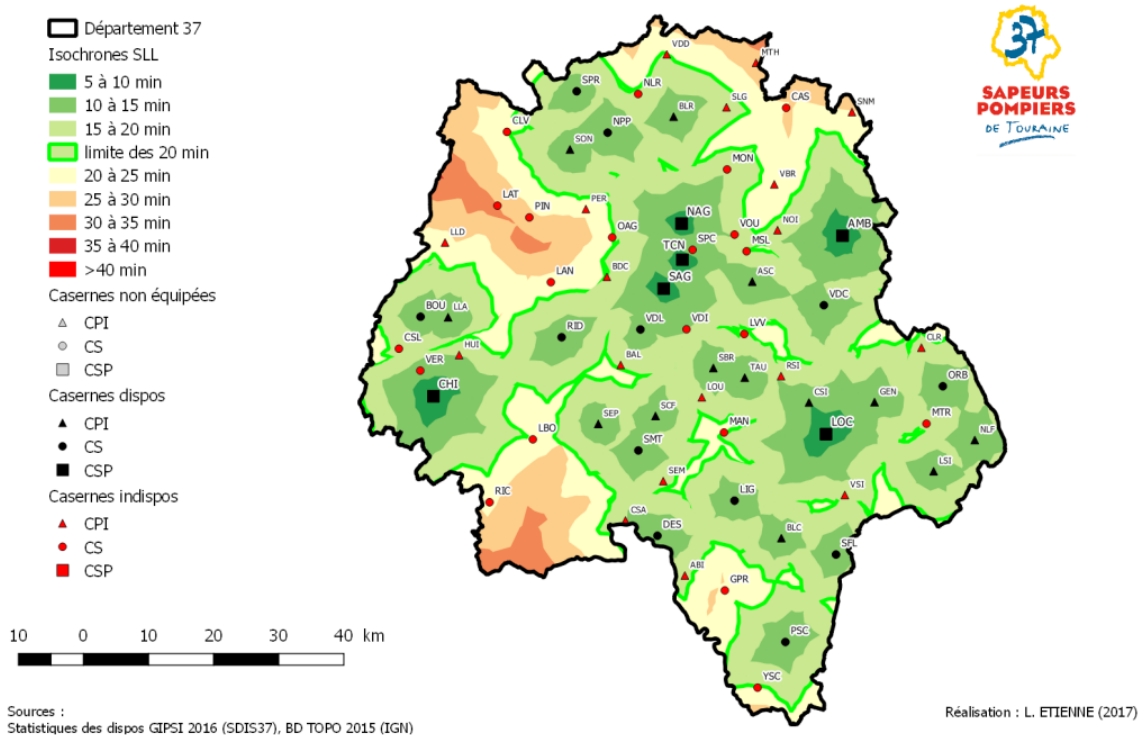 Département 37
Isochrones SLL
5 à 10 min
10 à 15 min
15 à 20 min
limite des 20 min
20 à 25 min
25 à 30 min
30 à 35 min
35 à 40 min
>40 min
Casernes non équipées
CPI
CS
CSP
Casernes dispos
CPI
CS
CSP
Casernes indispos
CPI
CS
CSP
37
SAPEURS
POMPIERS
DE TOURAINE
VDD
MTH
SPR
NLR
CAS
SNM
BLR
SLG
CLV
NPP
SON
MON
VBR
LAT
PIN
PER
NAG
VOU
NOI
AMB
LLD
OAG
TCN
SPC
MSL
LAN
BDC
SAG
ASC
BOU
LLA
VDC
RID
VDL
VDI
LVV
CSL
HUI
CLR
VER
BAL
SBR
TAU
RSI
CHI
LOU
CSI
GEN
ORB
SEP
SCF
MTR
LBO
SMT
MAN
LOC
NLF
SEM
LSI
RIC
LIG
VSI
CSA
DES
BLC
SFL
ABI
GPR
PSC
YSC
10 0 10 20 30 40 km
Sources :
Statistiques des dispos GIPSI 2016 (SDIS37), BD TOPO 2015 (IGN)
Réalisation : L. ETIENNE (2017)